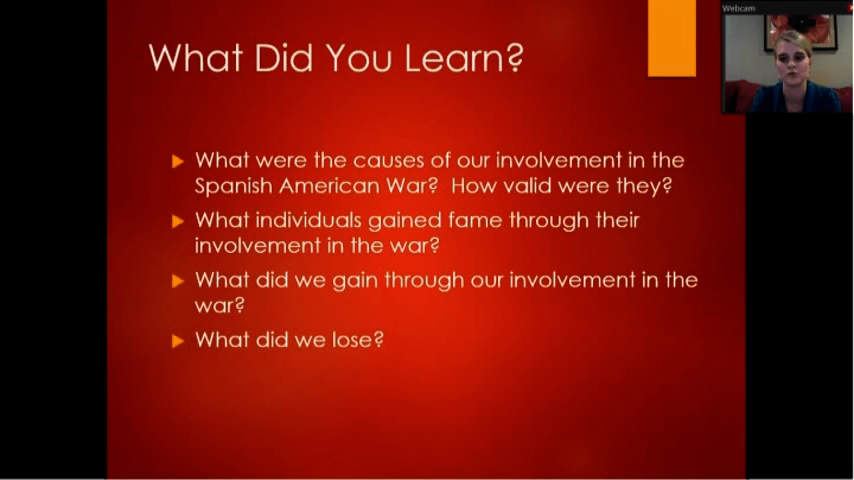 Webcam
What Did You Learn?
What were the causes of our involvement in the
Spanish American War? How valid were they?
What individuals gained fame through their
involvement in the war?
What did we gain through our involvement in the
war?
What did we lose?